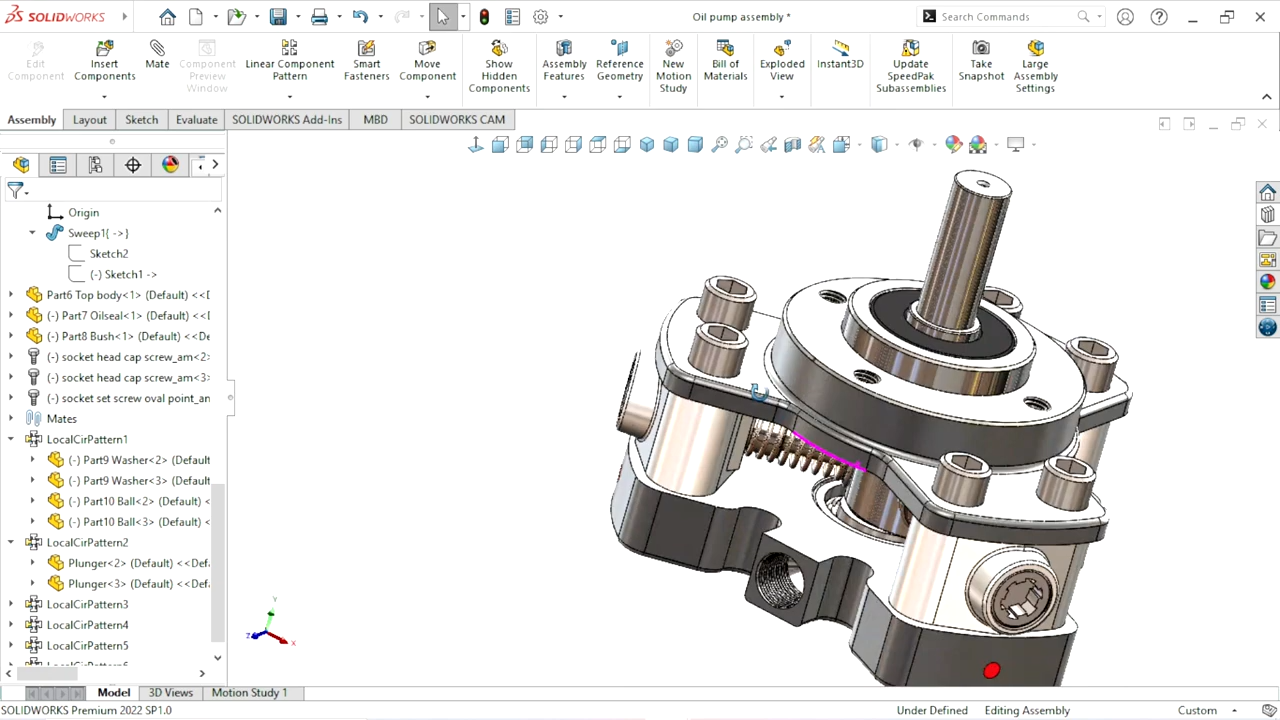 SOLIDWORKS
Oil pump assembly *
Search Commands
Edit Component
Insert Components
Mate
Component Preview Window
Linear Component Pattern
Smart Fasteners
Move Component
Show Hidden Components
Assembly Features
Reference Geometry
New Motion Study
Bill of Materials
Exploded View
Instant3D
Update SpeedPak Subassemblies
Take Snapshot
Large Assembly Settings
Assembly
Layout
Sketch
Evaluate
SOLIDWORKS Add-Ins
MBD
SOLIDWORKS CAM
Origin
Sweep1{ ->}
Sketch2
(-) Sketch1 ->
Part6 Top body<1> (Default) <<D
(-) Part7 Oilseal<1> (Default) <<
(-) Part8 Bush<1> (Default) <<D
(-) socket head cap screw_am<2>
(-) socket head cap screw_am<3>
(-) socket set screw oval point_an
Mates
LocalCirPattern1
(-) Part9 Washer<2> (Default
(-) Part9 Washer<3> (Default
(-) Part10 Ball<2> (Default) <
(-) Part10 Ball<3> (Default) <
LocalCirPattern2
Plunger<2> (Default) <<Def
Plunger<3> (Default) <<Def
LocalCirPattern3
LocalCirPattern4
LocalCirPattern5
Y
Z
X
Model
3D Views
Motion Study 1
SOLIDWORKS Premium 2022 SP1.0
Under Defined
Editing Assembly
Custom